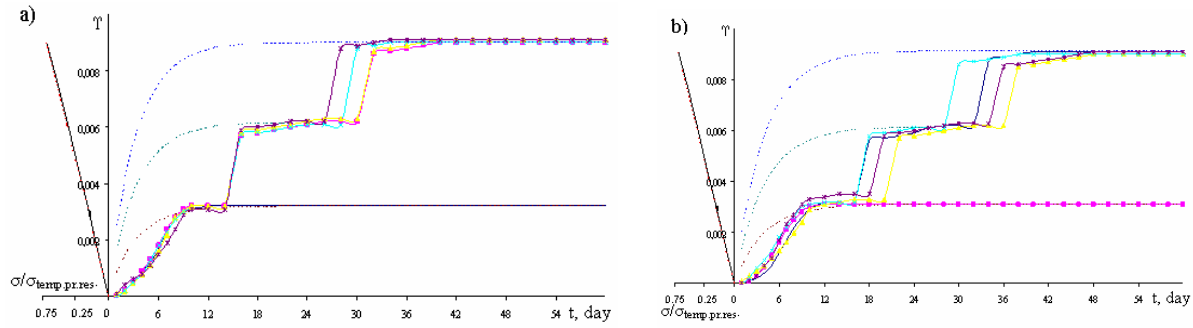 a)
ϒ
0,008
0,006
0,004
0,002
σ/σtemp.pr.res.
t, day
0.75 0.25 0 6 12 18 24 30 36 42 48 54
b)
ϒ
0,008
0,006
0,004
0,002
σ/σtemp.pr.res.
t, day
0.75 0.25 0 6 12 18 24 30 36 42 48 54